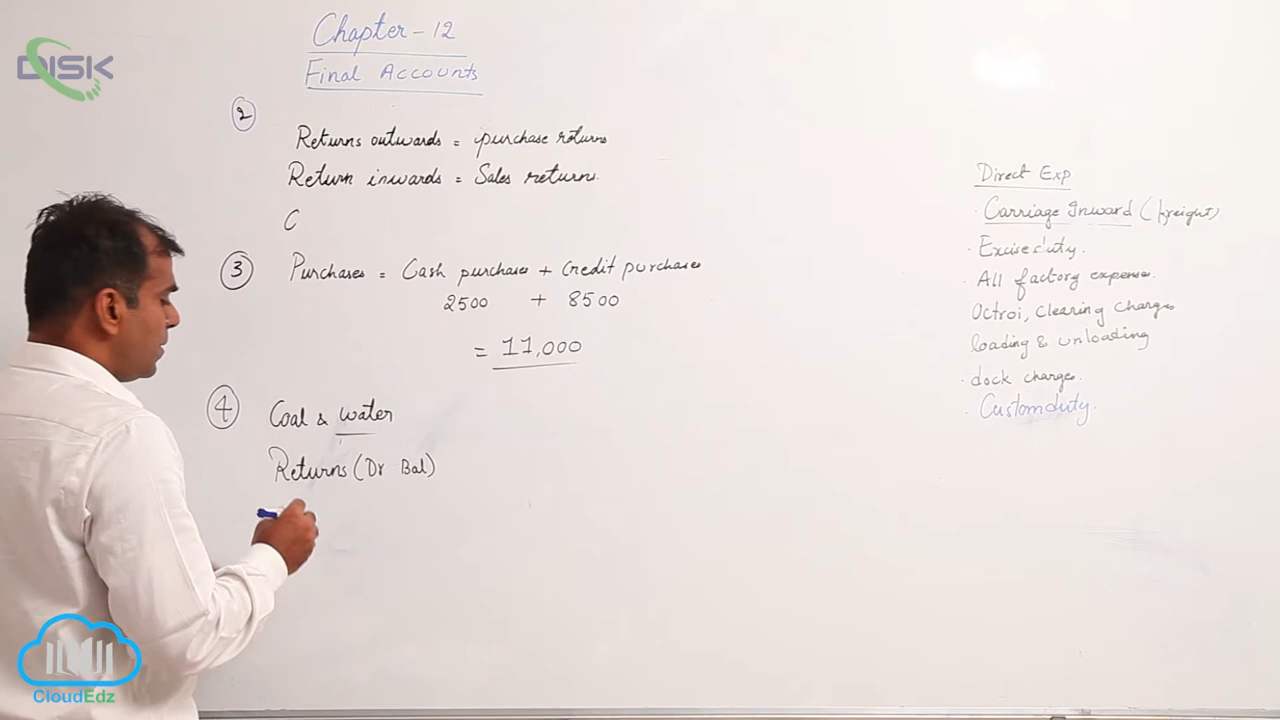 DISK
Chapter - 12
Final Accounts
2
Returns outwards = purchase returns
Return inwards = Sales return.
C
3 Purchases = Cash purchases + Credit purchases
2500 + 8500
= 11,000
4 Coal & water
Returns (Dr Bal)
Direct Exp
· Carriage Inward (freight)
· Excise duty.
· All factory expense.
Octroi, Clearing charges
loading & unloading
· dock charge.
· Custom duty.
CloudEdz